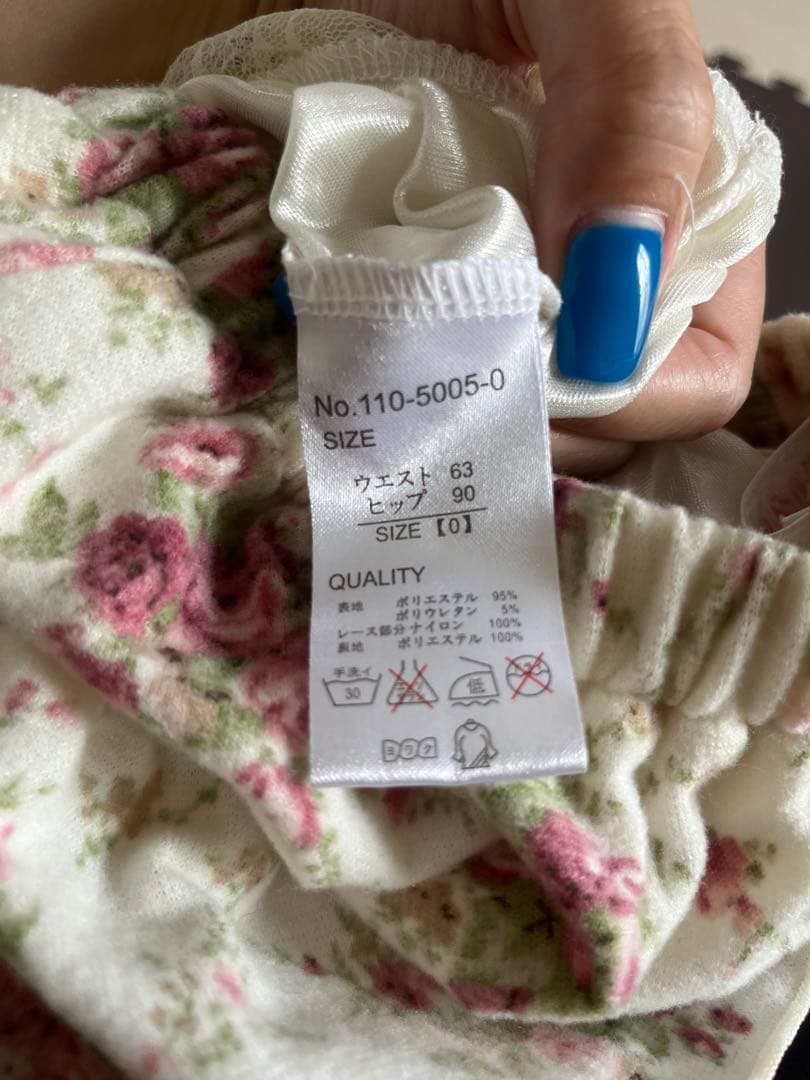 No.110-5005-0
SIZE
ウエスト 63
ヒップ 90
SIZE【0】
QUALITY
表地 ポリエステル 95%
ポリウレタン 5%
レース部分 ナイロン 100%
裏地 ポリエステル 100%
手洗イ 30 低
ヨワク